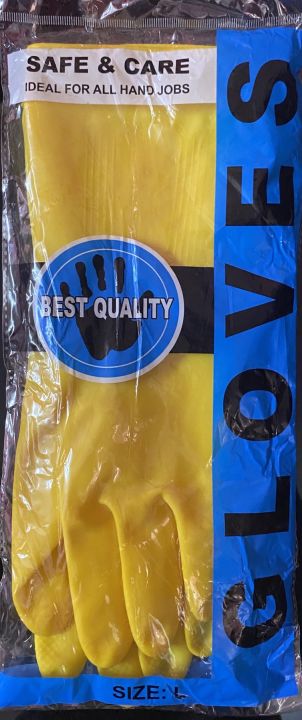 SAFE & CARE
IDEAL FOR ALL HAND JOBS
BEST QUALITY
GLOVES
SIZE: L